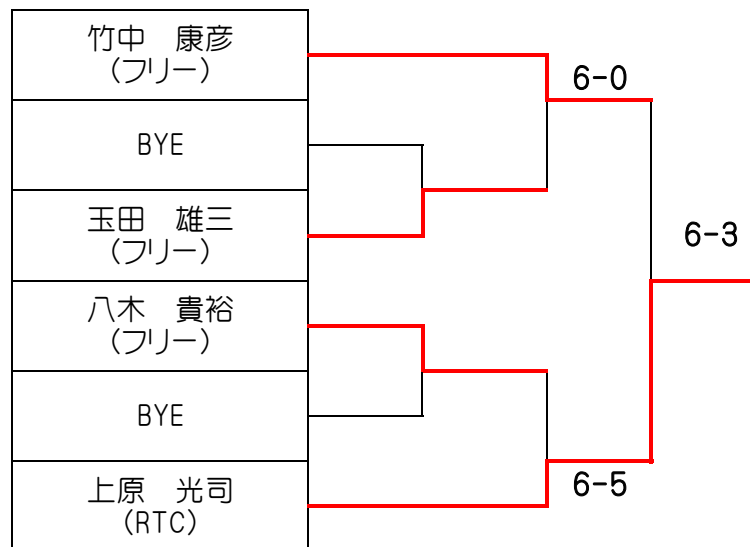 竹中　康彦
(フリー)
6-0
BYE
玉田　雄三
(フリー)
6-3
八木　貴裕
(フリー)
BYE
上原　光司
(RTC)
6-5